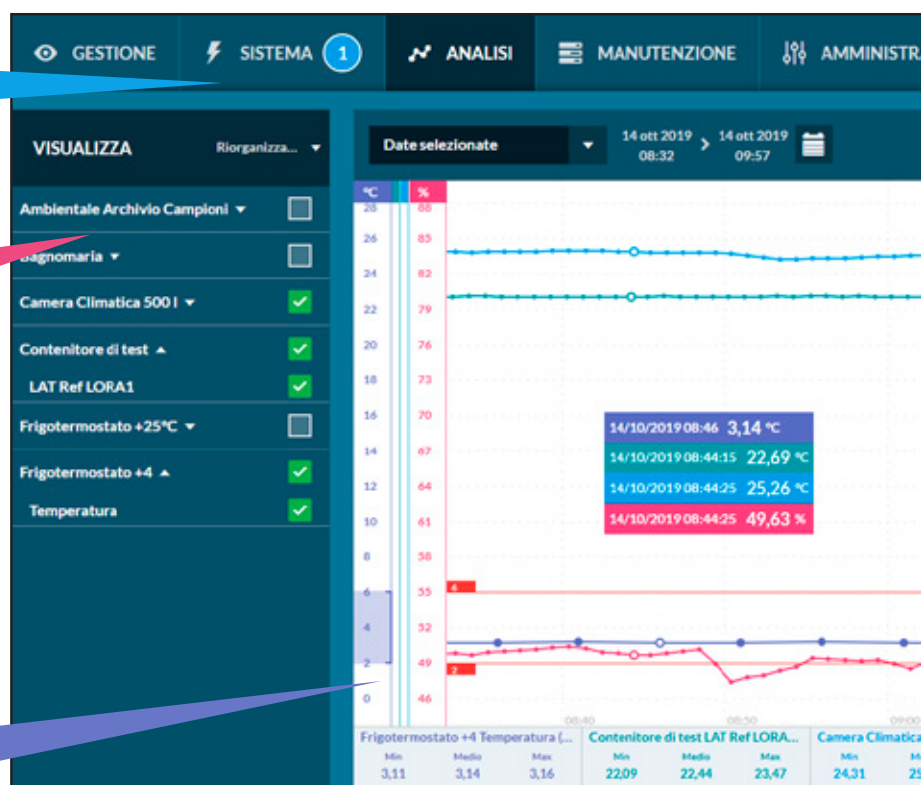 GESTIONE SISTEMA 1 ANALISI MANUTENZIONE AMMINISTR
VISUALIZZA Riorganizza...
Ambientale Archivio Campioni
Bagnomaria
Camera Climatica 500 l
Contenitore di test
LAT Ref LORA1
Frigotermostato +25°C
Frigotermostato +4
Temperatura
Date selezionate 14 ott 2019 > 14 ott 2019
08:32 09:57
°C %
28 88
26 85
24 82
22 79
20 76
18 73
16 70
14 67
12 64
10 61
8 58
6 55 6
4 52
2 49 2
0 46
14/10/2019 08:46 3,14 °C
14/10/2019 08:44:15 22,69 °C
14/10/2019 08:44:25 25,26 °C
14/10/2019 08:44:25 49,63 %
08:40 08:50 09:00
Frigotermostato +4 Temperatura (... Contenitore di test LAT Ref LORA... Camera Climatica
Min Medio Max Min Medio Max Min
3,11 3,14 3,16 22,09 22,44 23,47 24,31